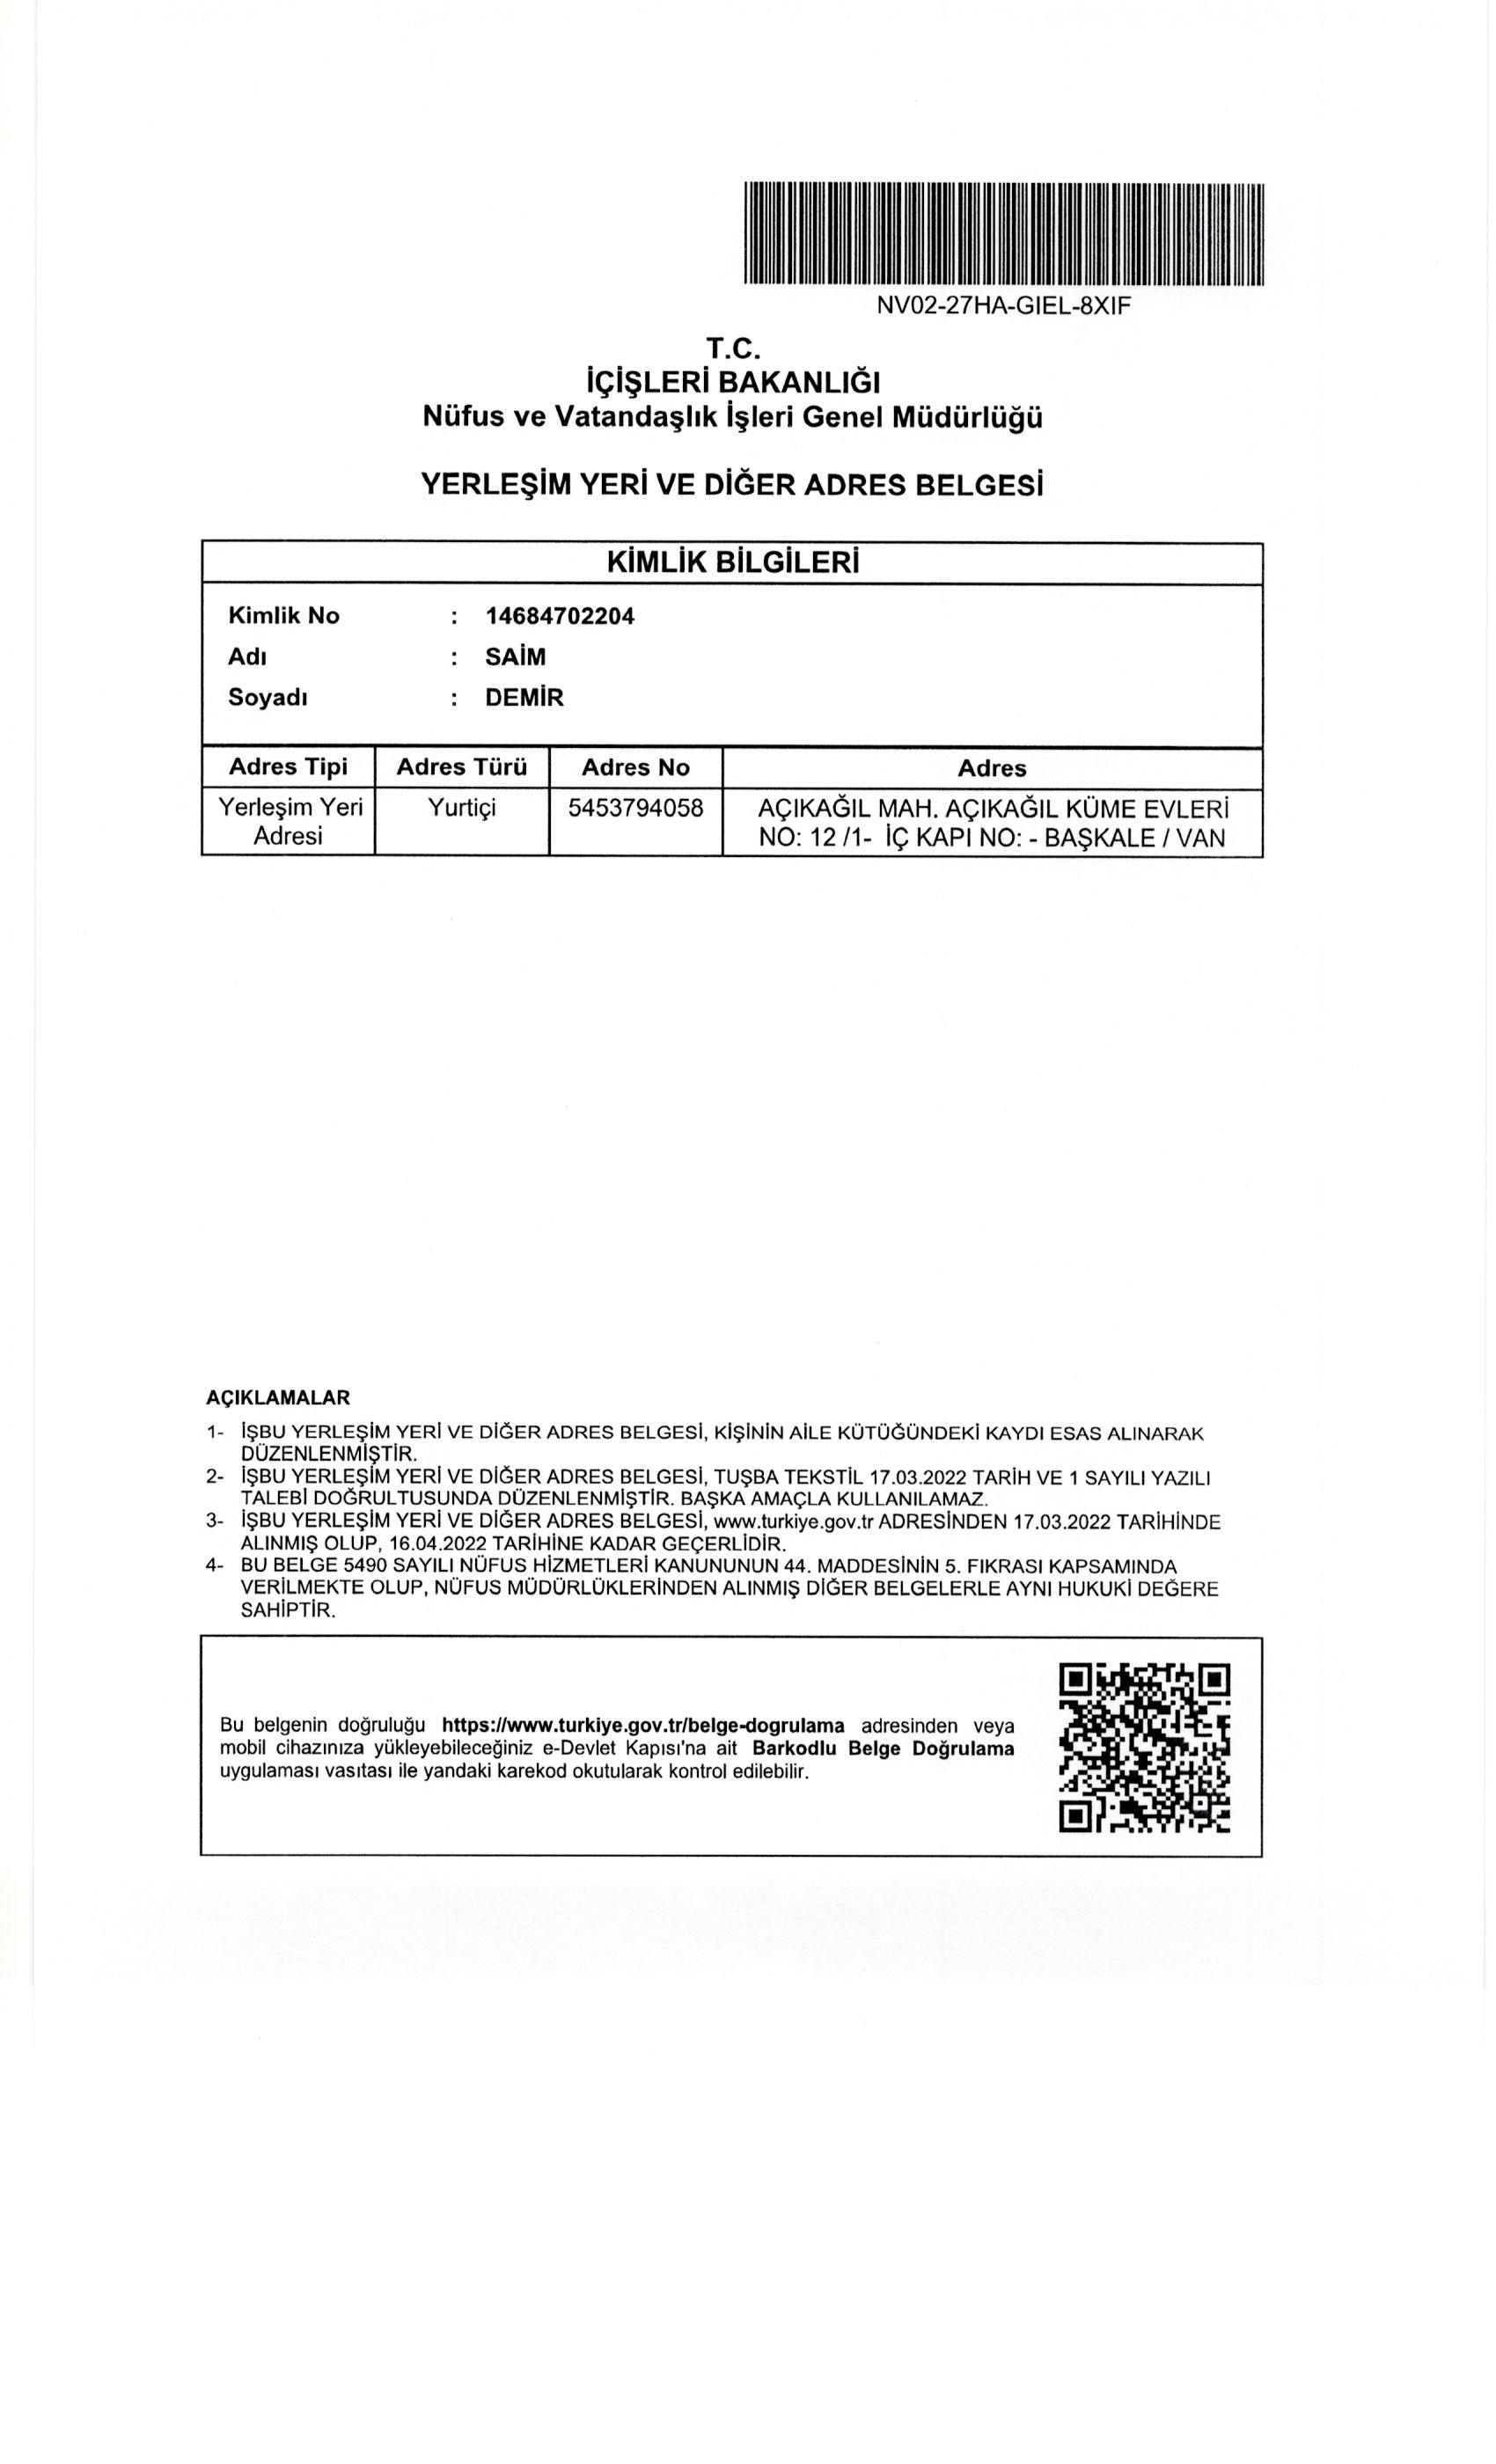 NV02-27HA-GIEL-8XIF
T.C.
İÇİŞLERİ BAKANLIĞI
Nüfus ve Vatandaşlık İşleri Genel Müdürlüğü
YERLEŞİM YERİ VE DİĞER ADRES BELGESİ
KİMLİK BİLGİLERİ
Kimlik No : 14684702204
Adı : SAİM
Soyadı : DEMİR
Adres Tipi Adres Türü Adres No Adres
Yerleşim Yeri Yurtiçi 5453794058 AÇIKAĞIL MAH. AÇIKAĞIL KÜME EVLERİ
Adresi NO: 12 /1- İÇ KAPI NO: - BAŞKALE / VAN
AÇIKLAMALAR
1- İŞBU YERLEŞİM YERİ VE DİĞER ADRES BELGESİ, KİŞİNİN AİLE KÜTÜĞÜNDEKİ KAYDI ESAS ALINARAK
DÜZENLENMİŞTİR.
2- İŞBU YERLEŞİM YERİ VE DİĞER ADRES BELGESİ, TUŞBA TEKSTİL 17.03.2022 TARİH VE 1 SAYILI YAZILI
TALEBİ DOĞRULTUSUNDA DÜZENLENMİŞTİR. BAŞKA AMAÇLA KULLANILAMAZ.
3- İŞBU YERLEŞİM YERİ VE DİĞER ADRES BELGESİ, www.turkiye.gov.tr ADRESİNDEN 17.03.2022 TARİHİNDE
ALINMIŞ OLUP, 16.04.2022 TARİHİNE KADAR GEÇERLİDİR.
4- BU BELGE 5490 SAYILI NÜFUS HİZMETLERİ KANUNUNUN 44. MADDESİNİN 5. FIKRASI KAPSAMINDA
VERİLMEKTE OLUP, NÜFUS MÜDÜRLÜKLERİNDEN ALINMIŞ DİĞER BELGELERLE AYNI HUKUKİ DEĞERE
SAHİPTİR.
Bu belgenin doğruluğu https://www.turkiye.gov.tr/belge-dogrulama adresinden veya
mobil cihazınıza yükleyebileceğiniz e-Devlet Kapısı'na ait Barkodlu Belge Doğrulama
uygulaması vasıtası ile yandaki karekod okutularak kontrol edilebilir.